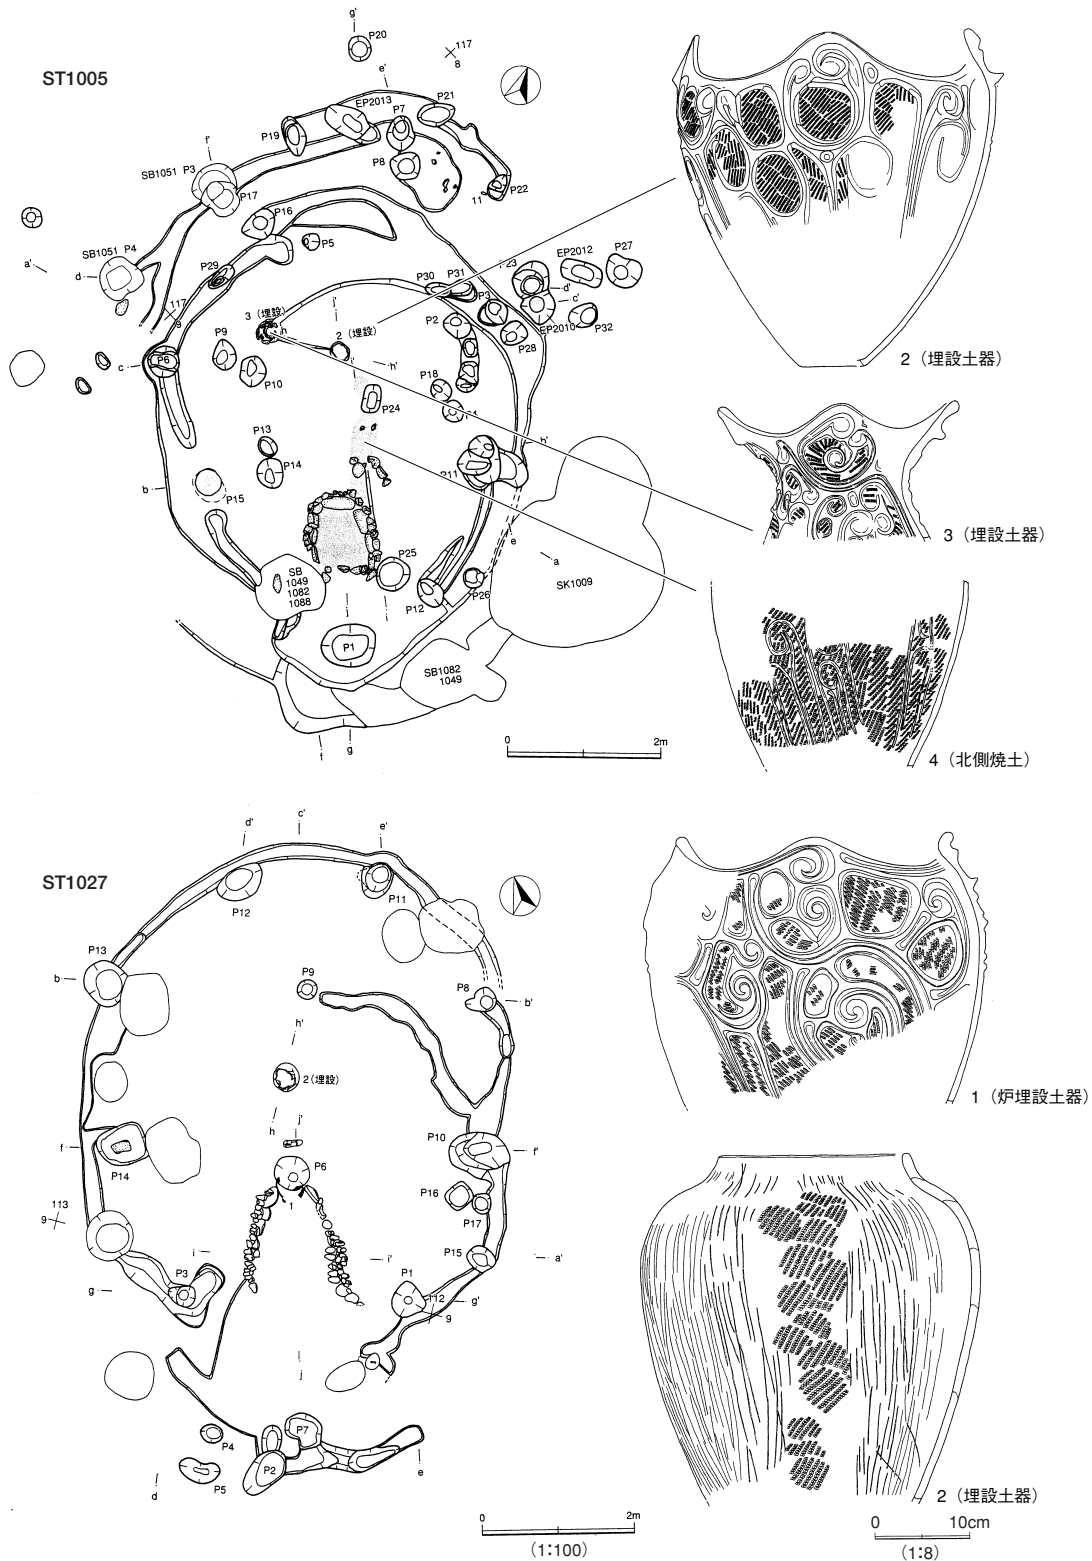 ST1005
g'
P20
117
8
e'
EP2013
P7
P21
P19
f'
SB1051 P3
P8
P17
P22
11
P16
SB1051 P4
P5
a'
d
P29
P30
P31
P23
EP2012
P27
d'
c'
117
9
3 (埋設)
j'
P3
P2
EP2010
P32
P9
2 (埋設)
P28
2（埋設土器）
c
P6
h'
P10
P18
P24
P13
b'
P14
P11
b
P15
3（埋設土器）
e
a
P25
SB
1049
1082
1088
SK1009
P12
P26
P1
SB1082
1049
f
g
0
2m
4（北側焼土）
ST1027
d'
c'
e'
P12
P11
P13
b
P9
P8
b'
h'
2 (埋設)
h
j'
1（炉埋設土器）
f
P14
P6
P10
f'
113
9
P16
P17
1
i
P15
a'
i'
g
P3
P1
112
9
g'
j
P7
P4
P2
P5
d
e
2（埋設土器）
0
2m
(1:100)
0
10cm
(1:8)